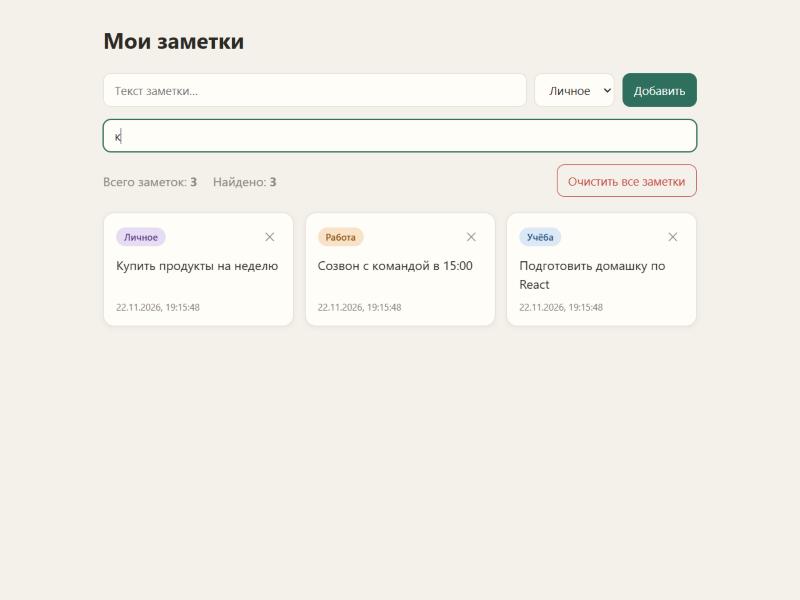 Мои заметки
Текст заметки...
Личное
Добавить
к
Всего заметок: 3
Найдено: 3
Очистить все заметки
Личное
Купить продукты на неделю
22.11.2026, 19:15:48
Работа
Созвон с командой в 15:00
22.11.2026, 19:15:48
Учёба
Подготовить домашку по
React
22.11.2026, 19:15:48